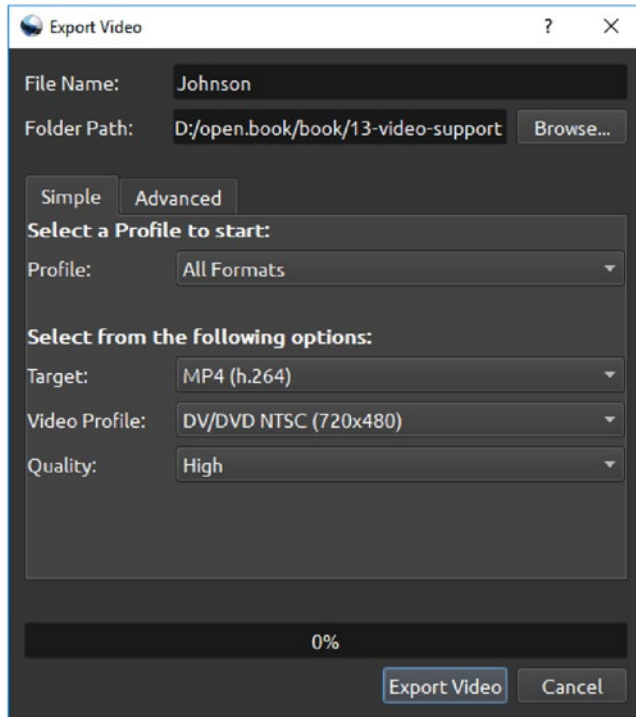 Export Video ?
File Name: Johnson
Folder Path: D:/open.book/book/13-video-support Browse...
Simple Advanced
Select a Profile to start:
Profile: All Formats
Select from the following options:
Target: MP4 (h.264)
Video Profile: DV/DVD NTSC (720x480)
Quality: High
0%
Export Video Cancel